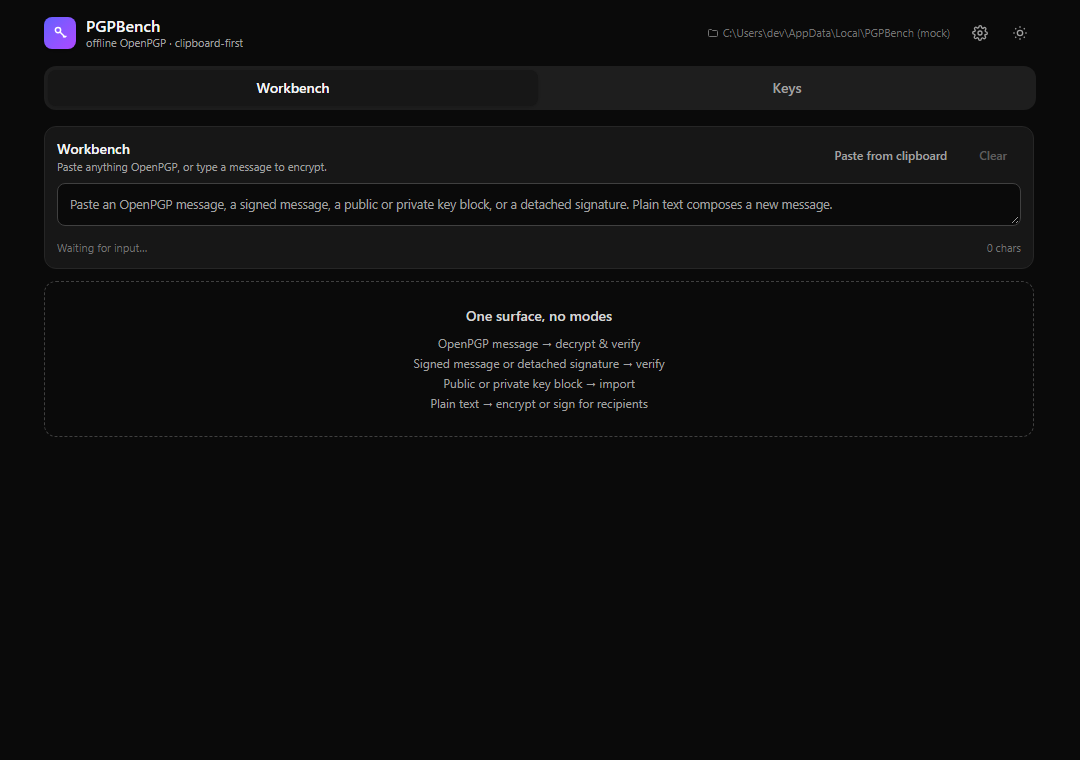 PGPBench
offline OpenPGP · clipboard-first
C:\Users\dev\AppData\Local\PGPBench (mock)
Workbench
Keys
Workbench
Paste anything OpenPGP, or type a message to encrypt.
Paste from clipboard
Clear
Paste an OpenPGP message, a signed message, a public or private key block, or a detached signature. Plain text composes a new message.
Waiting for input...
0 chars
One surface, no modes
OpenPGP message → decrypt & verify
Signed message or detached signature → verify
Public or private key block → import
Plain text → encrypt or sign for recipients